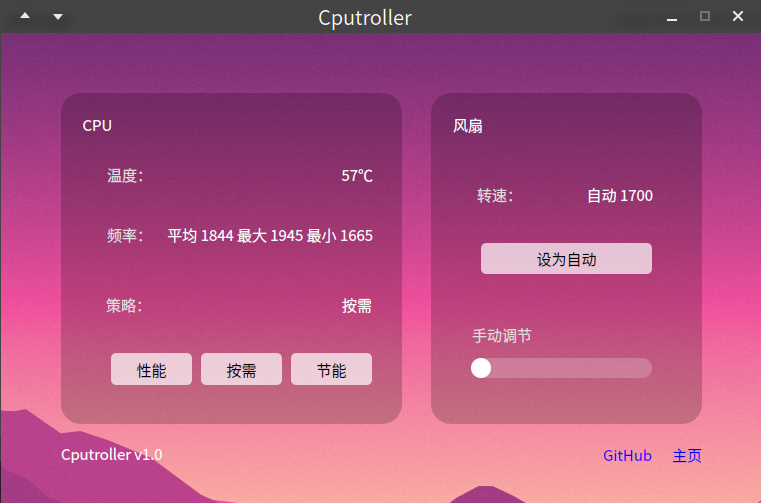 Cputroller
CPU
温度： 57℃
频率： 平均 1844 最大 1945 最小 1665
策略： 按需
性能 按需 节能
风扇
转速： 自动 1700
设为自动
手动调节
Cputroller v1.0
GitHub 主页